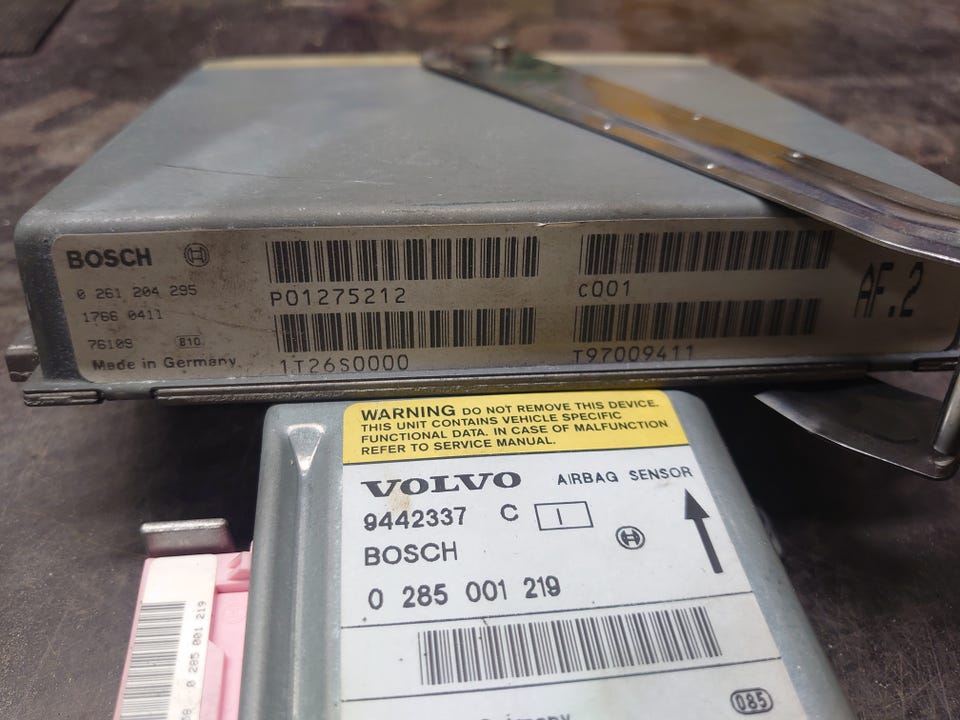 BOSCH
0 261 204 295
1766 0411
76109 810
Made in Germany
P01275212
1T26S0000
C001
T97009411
AF.2
WARNING DO NOT REMOVE THIS DEVICE.
THIS UNIT CONTAINS VEHICLE SPECIFIC
FUNCTIONAL DATA. IN CASE OF MALFUNCTION
REFER TO SERVICE MANUAL.
VOLVO AIRBAG SENSOR
9442337 C I
BOSCH
0 285 001 219
085
Germany
0 285 001 219